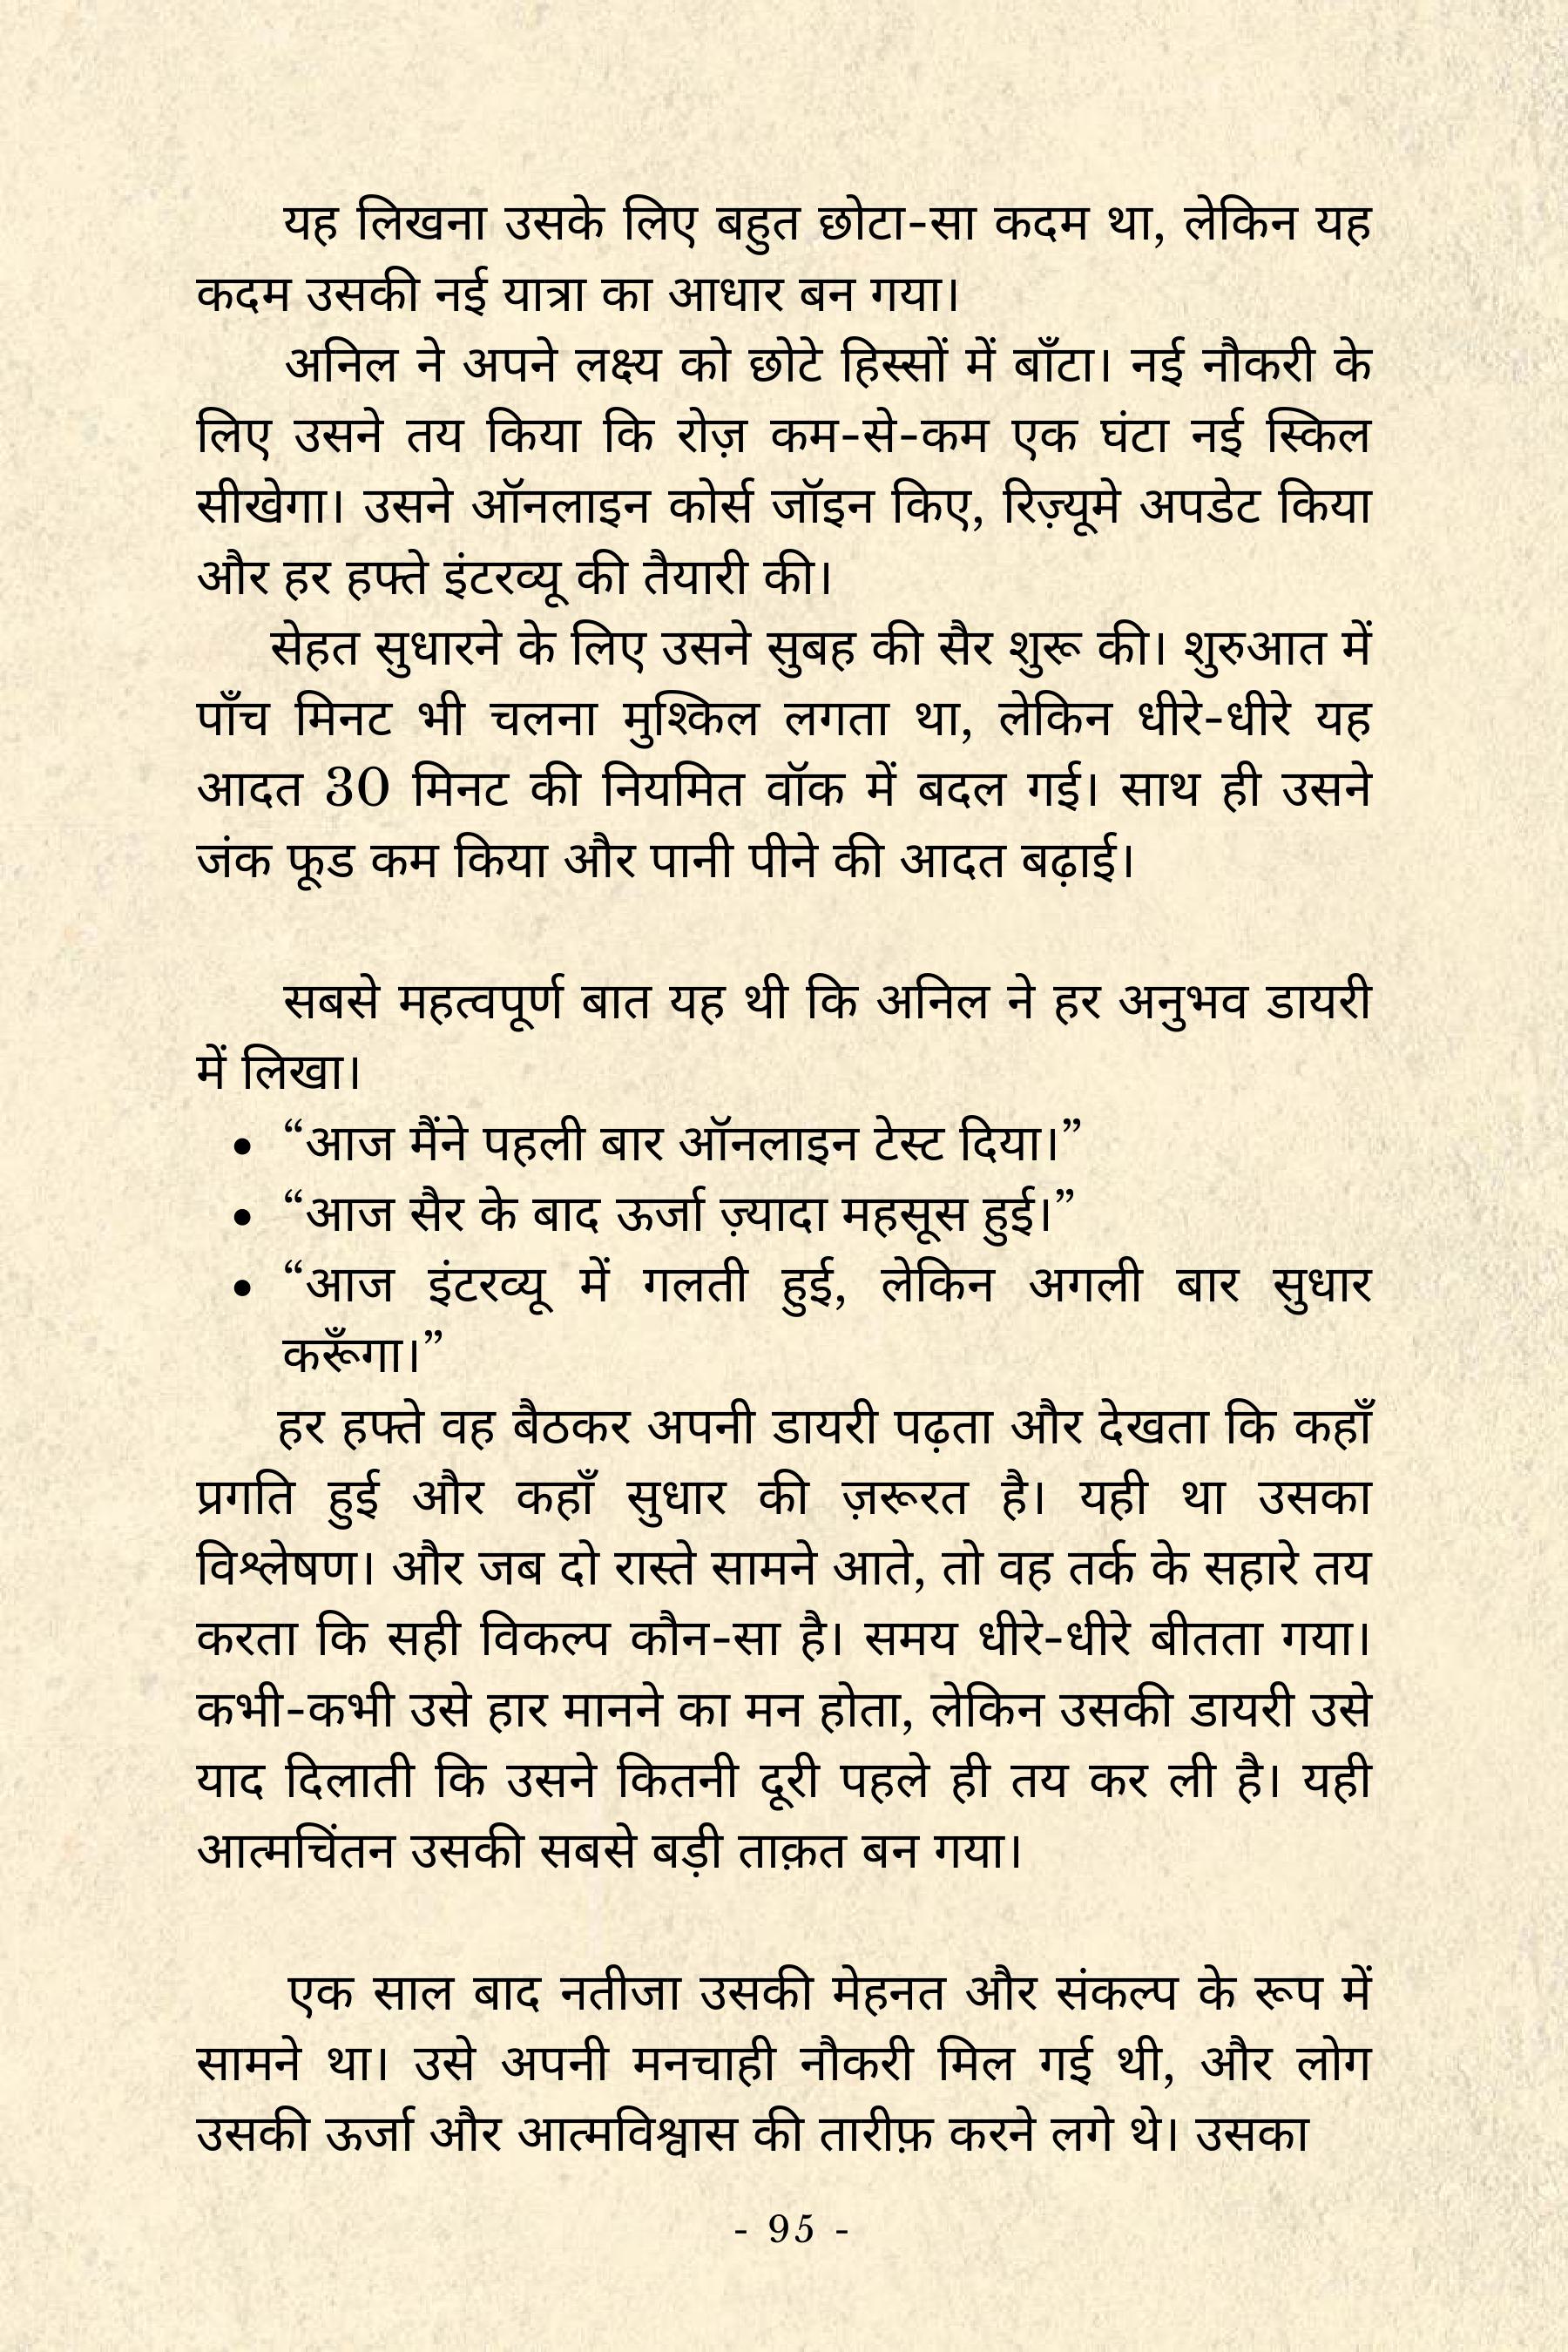 यह लिखना उसके लिए बहुत छोटा-सा कदम था, लेकिन यह
कदम उसकी नई यात्रा का आधार बन गया।
अनिल ने अपने लक्ष्य को छोटे हिस्सों में बाँटा। नई नौकरी के
लिए उसने तय किया कि रोज़ कम-से-कम एक घंटा नई स्किल
सीखेगा। उसने ऑनलाइन कोर्स जॉइन किए, रिज़्यूमे अपडेट किया
और हर हफ्ते इंटरव्यू की तैयारी की।
सेहत सुधारने के लिए उसने सुबह की सैर शुरू की। शुरुआत में
पाँच मिनट भी चलना मुश्किल लगता था, लेकिन धीरे-धीरे यह
आदत 30 मिनट की नियमित वॉक में बदल गई। साथ ही उसने
जंक फूड कम किया और पानी पीने की आदत बढ़ाई।
सबसे महत्वपूर्ण बात यह थी कि अनिल ने हर अनुभव डायरी
में लिखा।
• “आज मैंने पहली बार ऑनलाइन टेस्ट दिया।”
• “आज सैर के बाद ऊर्जा ज़्यादा महसूस हुई।”
• “आज इंटरव्यू में गलती हुई, लेकिन अगली बार सुधार
करूँगा।”
हर हफ्ते वह बैठकर अपनी डायरी पढ़ता और देखता कि कहाँ
प्रगति हुई और कहाँ सुधार की ज़रूरत है। यही था उसका
विश्लेषण। और जब दो रास्ते सामने आते, तो वह तर्क के सहारे तय
करता कि सही विकल्प कौन-सा है। समय धीरे-धीरे बीतता गया।
कभी-कभी उसे हार मानने का मन होता, लेकिन उसकी डायरी उसे
याद दिलाती कि उसने कितनी दूरी पहले ही तय कर ली है। यही
आत्मचिंतन उसकी सबसे बड़ी ताक़त बन गया।
एक साल बाद नतीजा उसकी मेहनत और संकल्प के रूप में
सामने था। उसे अपनी मनचाही नौकरी मिल गई थी, और लोग
उसकी ऊर्जा और आत्मविश्वास की तारीफ़ करने लगे थे। उसका
- 95 -